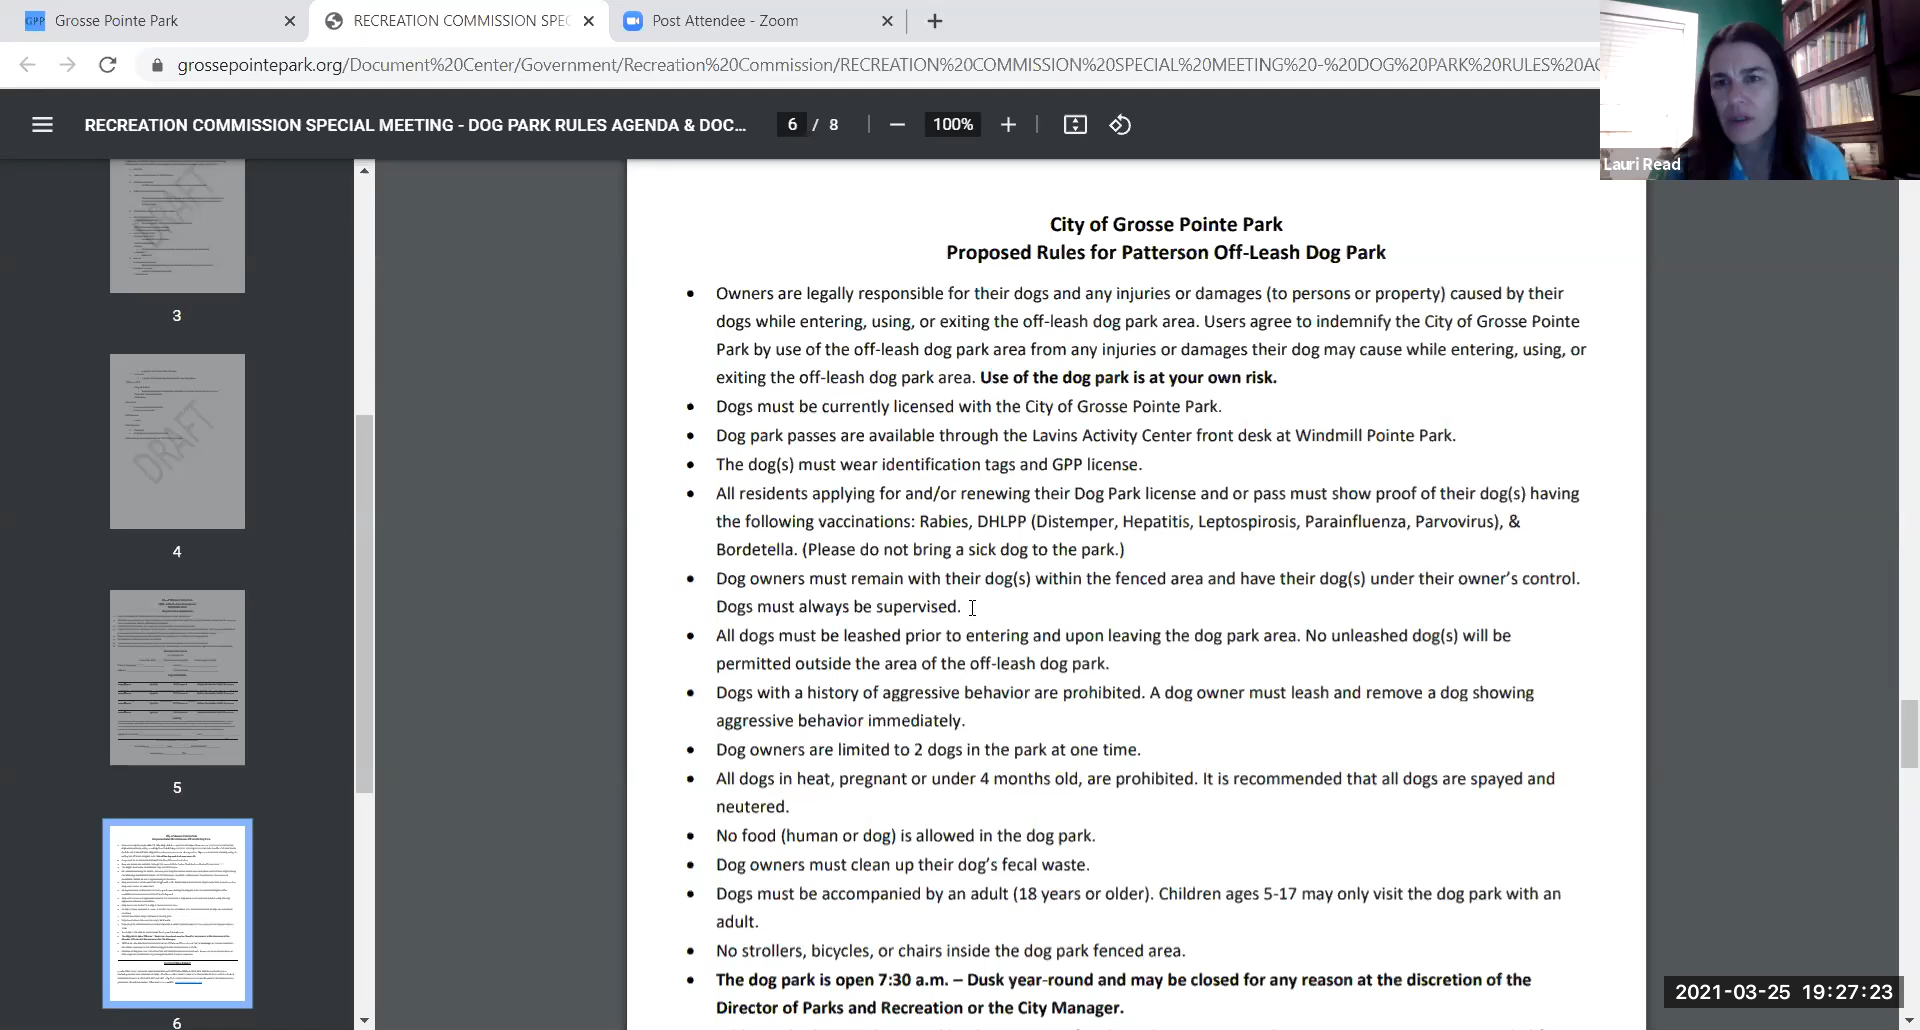 Grosse Pointe Park
RECREATION COMMISSION SPEC
Post Attendee - Zoom
grossepointepark.org/Document%20Center/Government/Recreation%20Commission/RECREATION%20COMMISSION%20SPECIAL%20MEETING%20-%20DOG%20PARK%20RULES%20AG
RECREATION COMMISSION SPECIAL MEETING - DOG PARK RULES AGENDA & DOC...
6 / 8
100%
Lauri Read
3
DRAFT
4
5
6
City of Grosse Pointe Park
Proposed Rules for Patterson Off-Leash Dog Park
• Owners are legally responsible for their dogs and any injuries or damages (to persons or property) caused by their
dogs while entering, using, or exiting the off-leash dog park area. Users agree to indemnify the City of Grosse Pointe
Park by use of the off-leash dog park area from any injuries or damages their dog may cause while entering, using, or
exiting the off-leash dog park area. Use of the dog park is at your own risk.
• Dogs must be currently licensed with the City of Grosse Pointe Park.
• Dog park passes are available through the Lavins Activity Center front desk at Windmill Pointe Park.
• The dog(s) must wear identification tags and GPP license.
• All residents applying for and/or renewing their Dog Park license and or pass must show proof of their dog(s) having
the following vaccinations: Rabies, DHLPP (Distemper, Hepatitis, Leptospirosis, Parainfluenza, Parvovirus), &
Bordetella. (Please do not bring a sick dog to the park.)
• Dog owners must remain with their dog(s) within the fenced area and have their dog(s) under their owner's control.
Dogs must always be supervised.
• All dogs must be leashed prior to entering and upon leaving the dog park area. No unleashed dog(s) will be
permitted outside the area of the off-leash dog park.
• Dogs with a history of aggressive behavior are prohibited. A dog owner must leash and remove a dog showing
aggressive behavior immediately.
• Dog owners are limited to 2 dogs in the park at one time.
• All dogs in heat, pregnant or under 4 months old, are prohibited. It is recommended that all dogs are spayed and
neutered.
• No food (human or dog) is allowed in the dog park.
• Dog owners must clean up their dog's fecal waste.
• Dogs must be accompanied by an adult (18 years or older). Children ages 5-17 may only visit the dog park with an
adult.
• No strollers, bicycles, or chairs inside the dog park fenced area.
• The dog park is open 7:30 a.m. – Dusk year-round and may be closed for any reason at the discretion of the
Director of Parks and Recreation or the City Manager.
2021-03-25 19:27:23